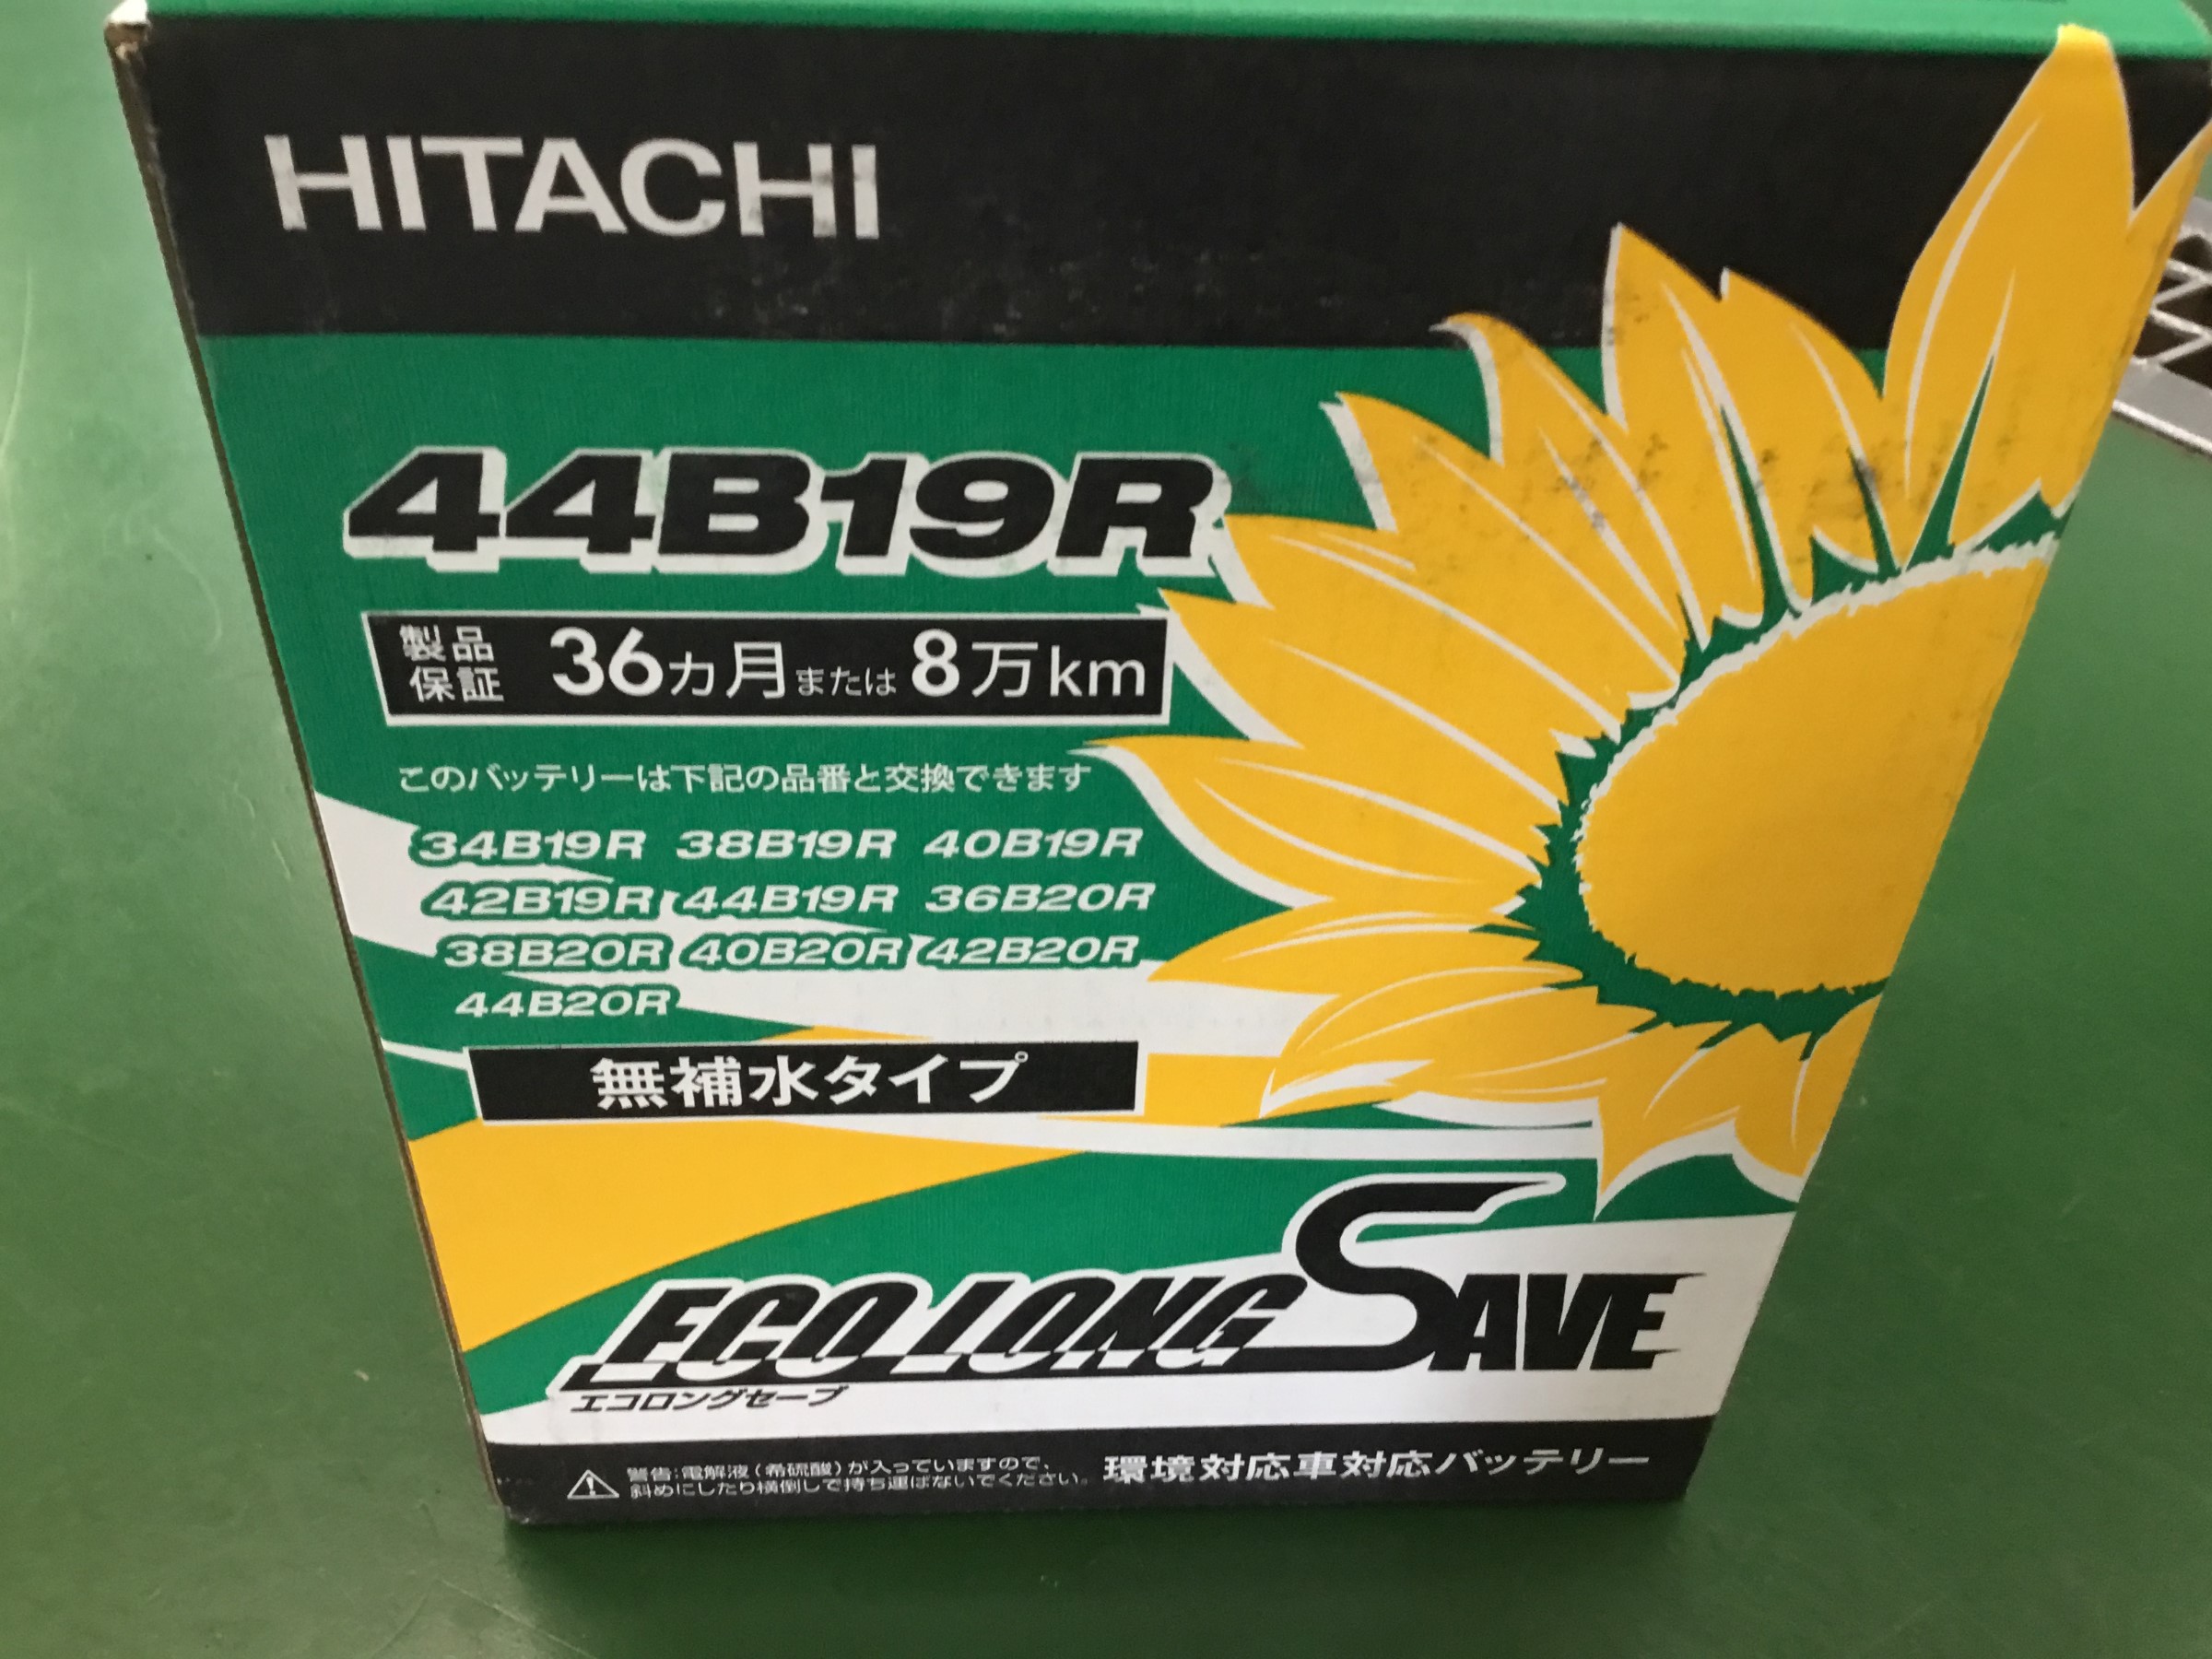 HITACHI
44B19R
製品
保証
36カ月または8万km
このバッテリーは下記の品番と交換できます
34B19R 38B19R 40B19R
42B19R 44B19R 36B20R
38B20R 40B20R 42B20R
44B20R
無補水タイプ
ECO LONG SAVE
エコロングセーブ
警告:電解液(希硫酸)が入っていますので、
斜めにしたり横倒しで持ち運ばないでください。
環境対応車対応バッテリー